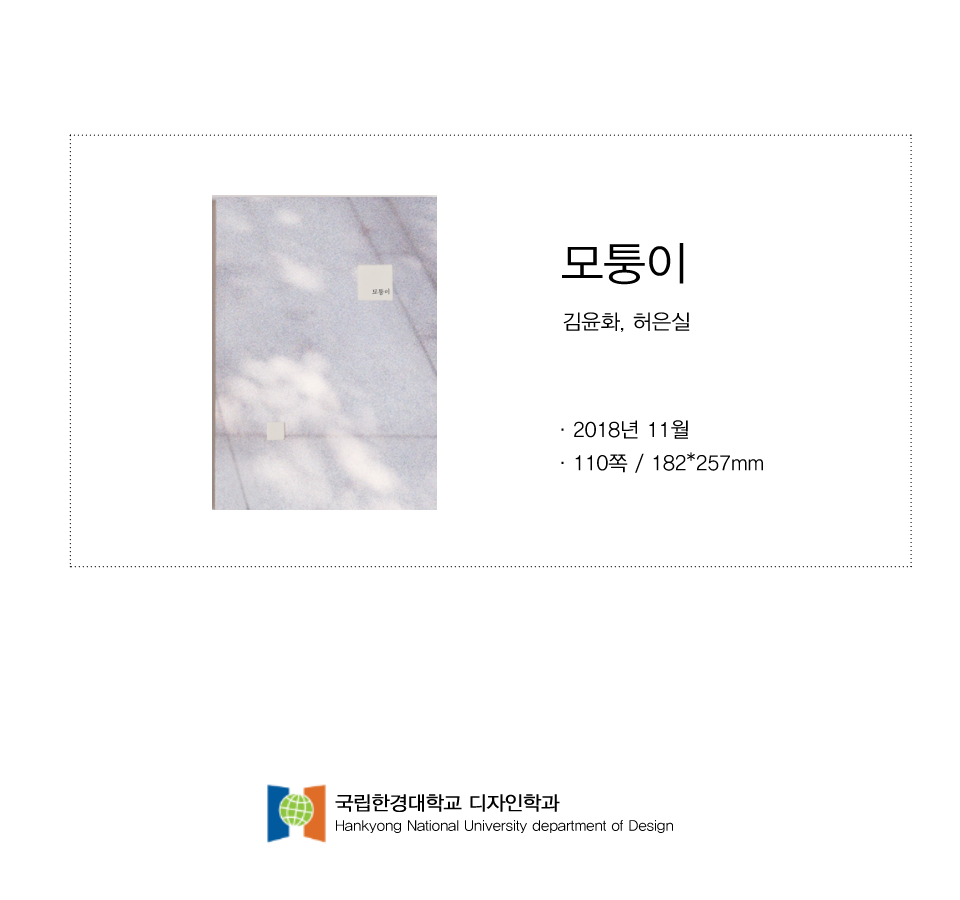 모퉁이
모퉁이
김윤화, 허은실
· 2018년 11월
· 110쪽 / 182*257mm
국립한경대학교 디자인학과
Hankyong National University department of Design